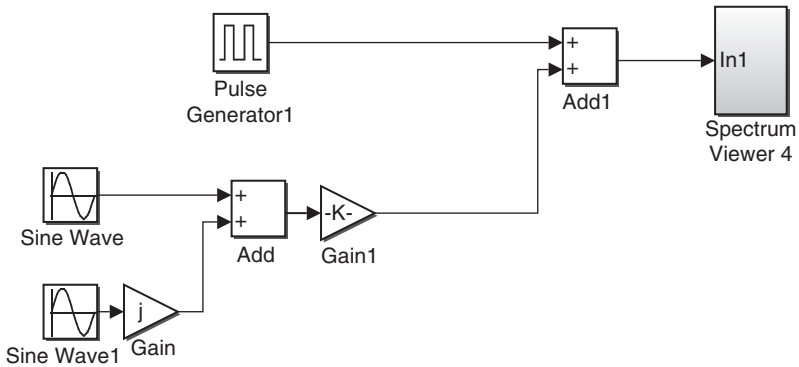 Pulse
Generator1
+
+
Add1
In1
Spectrum
Viewer 4
Sine Wave
+
+
Add
-K-
Gain1
Sine Wave1
j
Gain